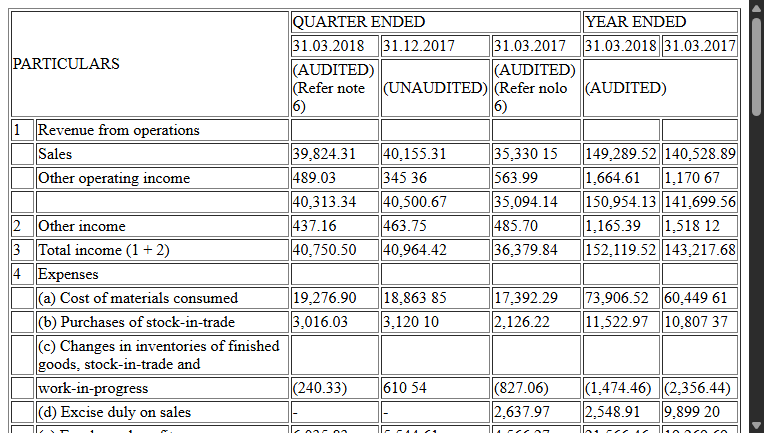 PARTICULARS QUARTER ENDED YEAR ENDED
31.03.2018 31.12.2017 31.03.2017 31.03.2018 31.03.2017
(AUDITED) (Refer note 6) (UNAUDITED) (AUDITED) (Refer nolo 6) (AUDITED)
1 Revenue from operations
Sales 39,824.31 40,155.31 35,330 15 149,289.52 140,528.89
Other operating income 489.03 345 36 563.99 1,664.61 1,170 67
40,313.34 40,500.67 35,094.14 150,954.13 141,699.56
2 Other income 437.16 463.75 485.70 1,165.39 1,518 12
3 Total income (1 + 2) 40,750.50 40,964.42 36,379.84 152,119.52 143,217.68
4 Expenses
(a) Cost of materials consumed 19,276.90 18,863 85 17,392.29 73,906.52 60,449 61
(b) Purchases of stock-in-trade 3,016.03 3,120 10 2,126.22 11,522.97 10,807 37
(c) Changes in inventories of finished
goods, stock-in-trade and
work-in-progress (240.33) 610 54 (827.06) (1,474.46) (2,356.44)
(d) Excise duly on sales - - 2,637.97 2,548.91 9,899 20